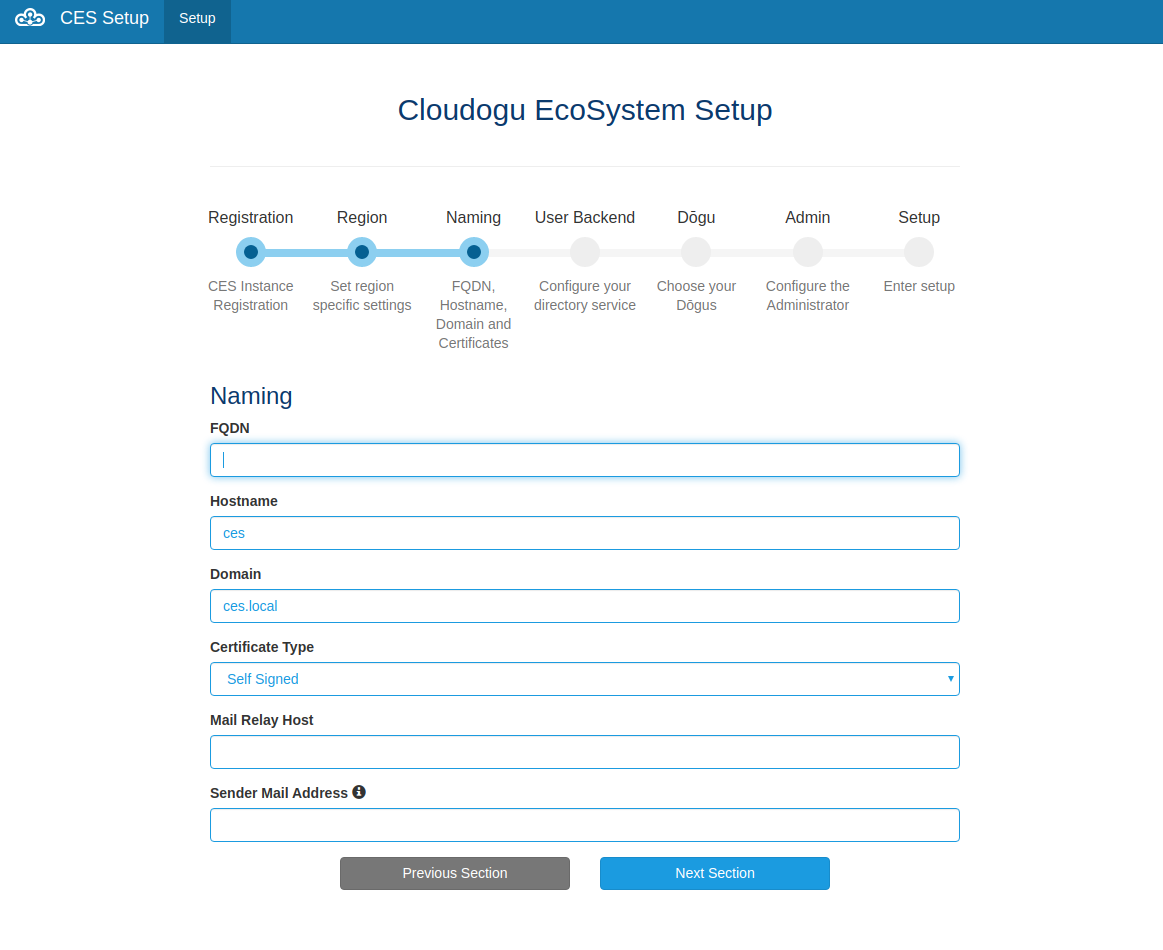 CES Setup
Setup
Cloudogu EcoSystem Setup
Registration
Region
Naming
User Backend
Dōgu
Admin
Setup
CES Instance
Registration
Set region
specific settings
FQDN,
Hostname,
Domain and
Certificates
Configure your
directory service
Choose your
Dōgus
Configure the
Administrator
Enter setup
Naming
FQDN
Hostname
ces
Domain
ces.local
Certificate Type
Self Signed
Mail Relay Host
Sender Mail Address
Previous Section
Next Section